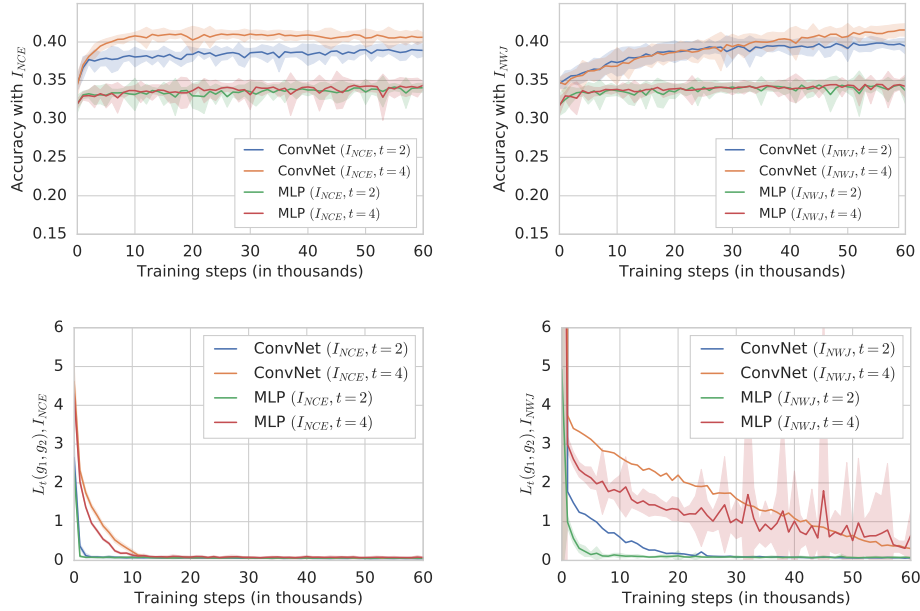 Accuracy with I_NCE
0.40
0.35
0.30
0.25
0.20
0.15
ConvNet (I_NCE, t = 2)
ConvNet (I_NCE, t = 4)
MLP (I_NCE, t = 2)
MLP (I_NCE, t = 4)
0 10 20 30 40 50 60
Training steps (in thousands)
Accuracy with I_NWJ
0.40
0.35
0.30
0.25
0.20
0.15
ConvNet (I_NWJ, t = 2)
ConvNet (I_NWJ, t = 4)
MLP (I_NWJ, t = 2)
MLP (I_NWJ, t = 4)
0 10 20 30 40 50 60
Training steps (in thousands)
L_t(g_1, g_2), I_NCE
6
5
4
3
2
1
0
ConvNet (I_NCE, t = 2)
ConvNet (I_NCE, t = 4)
MLP (I_NCE, t = 2)
MLP (I_NCE, t = 4)
0 10 20 30 40 50 60
Training steps (in thousands)
L_t(g_1, g_2), I_NWJ
6
5
4
3
2
1
0
ConvNet (I_NWJ, t = 2)
ConvNet (I_NWJ, t = 4)
MLP (I_NWJ, t = 2)
MLP (I_NWJ, t = 4)
0 10 20 30 40 50 60
Training steps (in thousands)